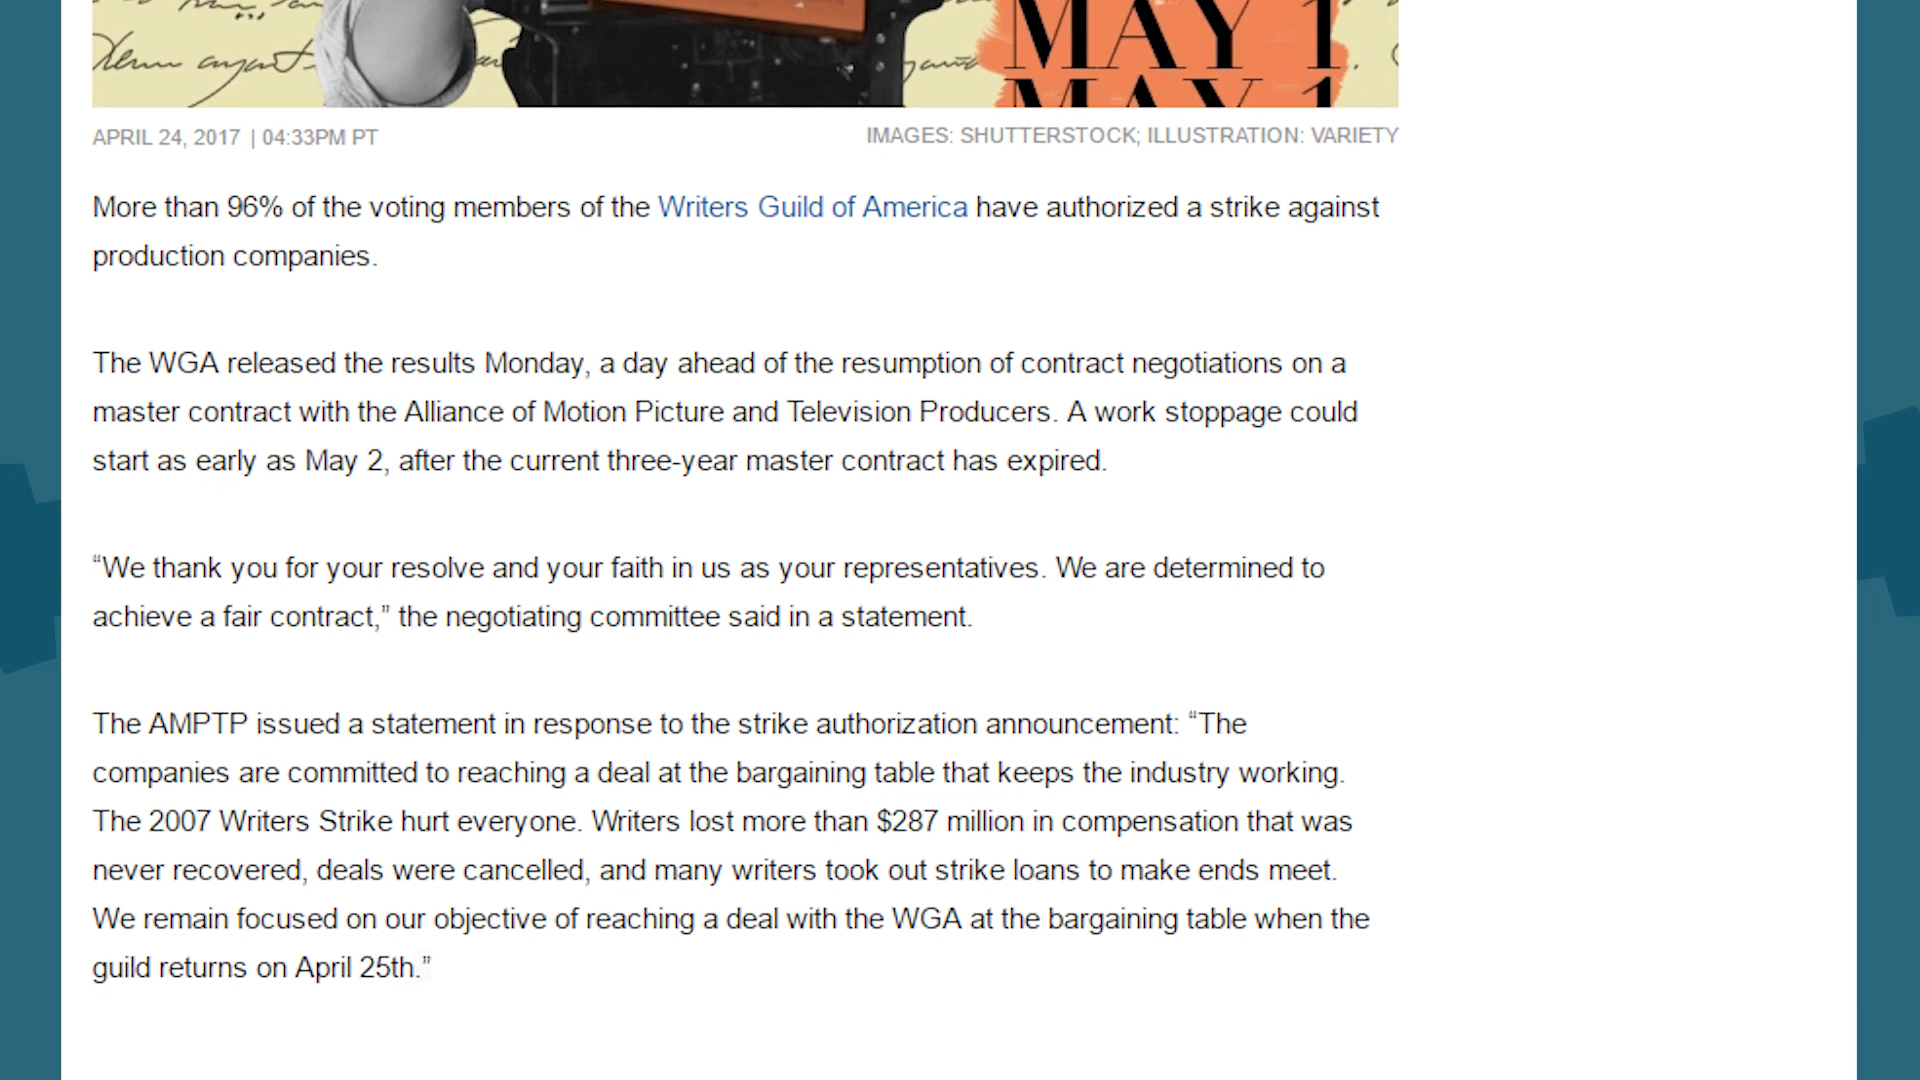 MAY 1
MAY 1
APRIL 24, 2017 | 04:33PM PT
IMAGES: SHUTTERSTOCK; ILLUSTRATION: VARIETY
More than 96% of the voting members of the Writers Guild of America have authorized a strike against
production companies.
The WGA released the results Monday, a day ahead of the resumption of contract negotiations on a
master contract with the Alliance of Motion Picture and Television Producers. A work stoppage could
start as early as May 2, after the current three-year master contract has expired.
“We thank you for your resolve and your faith in us as your representatives. We are determined to
achieve a fair contract,” the negotiating committee said in a statement.
The AMPTP issued a statement in response to the strike authorization announcement: “The
companies are committed to reaching a deal at the bargaining table that keeps the industry working.
The 2007 Writers Strike hurt everyone. Writers lost more than $287 million in compensation that was
never recovered, deals were cancelled, and many writers took out strike loans to make ends meet.
We remain focused on our objective of reaching a deal with the WGA at the bargaining table when the
guild returns on April 25th.”